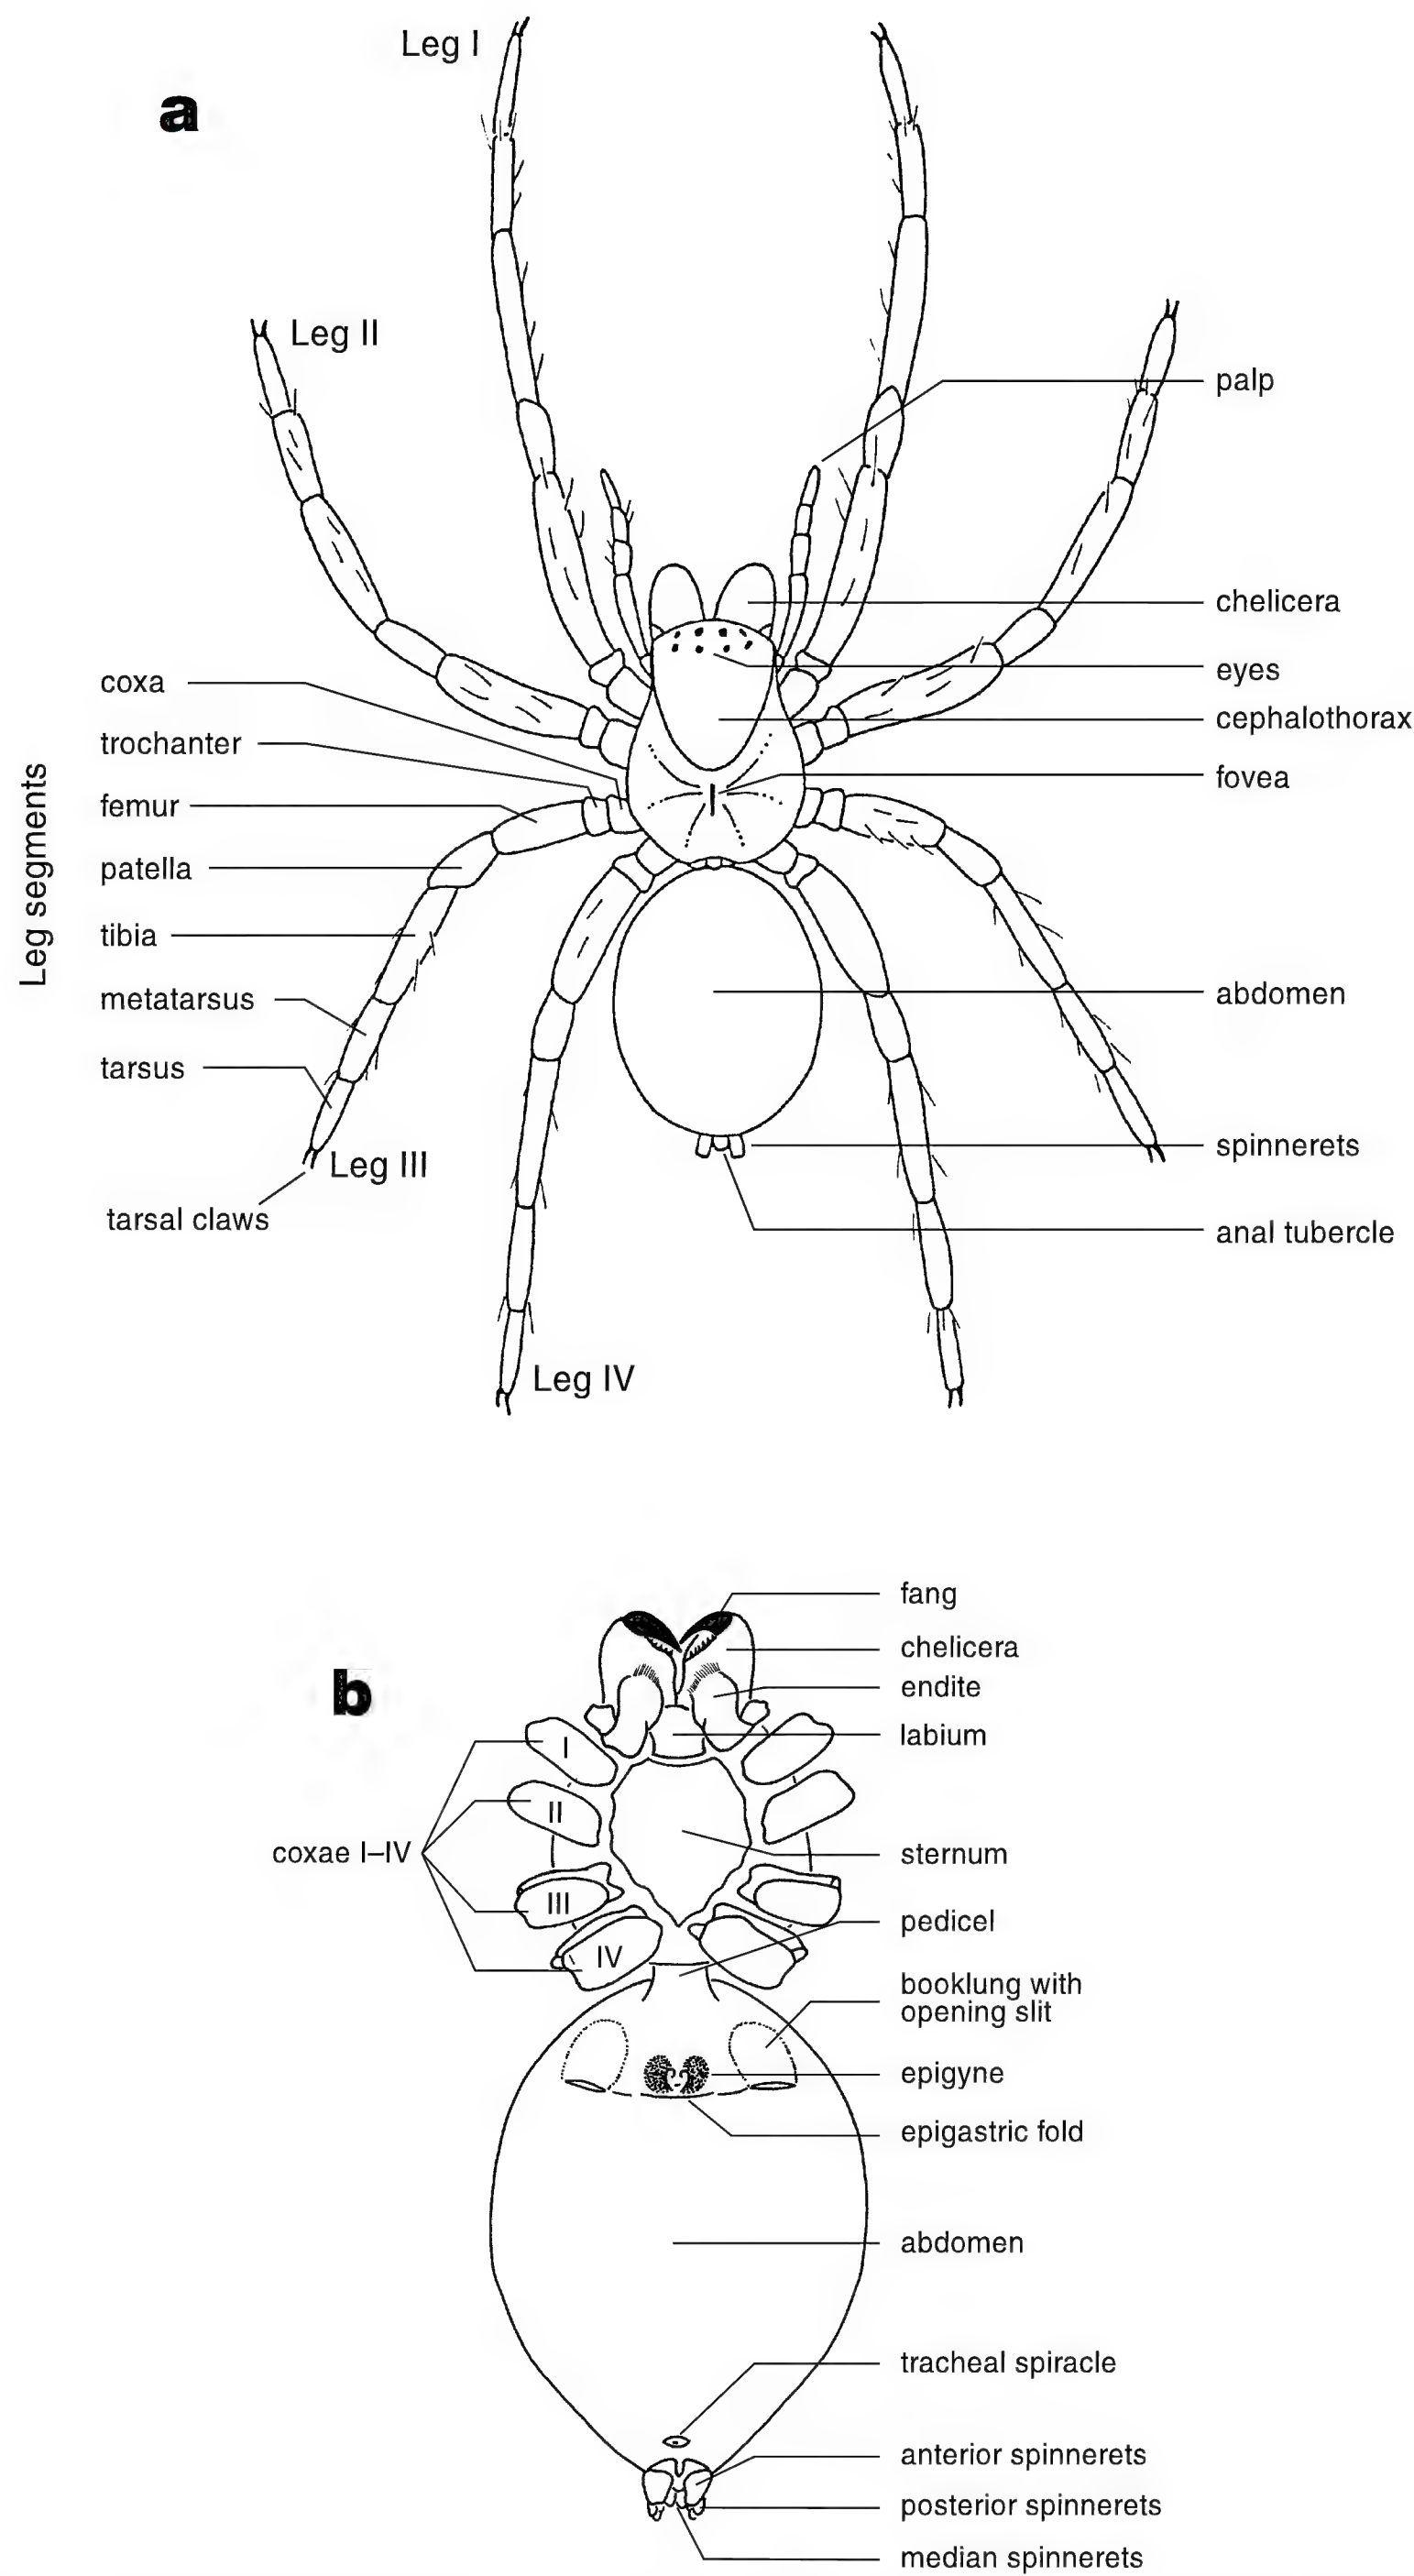 a
Leg I
Leg II
palp
chelicera
eyes
cephalothorax
fovea
abdomen
spinnerets
anal tubercle
Leg segments
coxa
trochanter
femur
patella
tibia
metatarsus
tarsus
Leg III
tarsal claws
Leg IV
b
fang
chelicera
endite
labium
I
II
III
IV
coxae I–IV
sternum
pedicel
booklung with
opening slit
epigyne
epigastric fold
abdomen
tracheal spiracle
anterior spinnerets
posterior spinnerets
median spinnerets